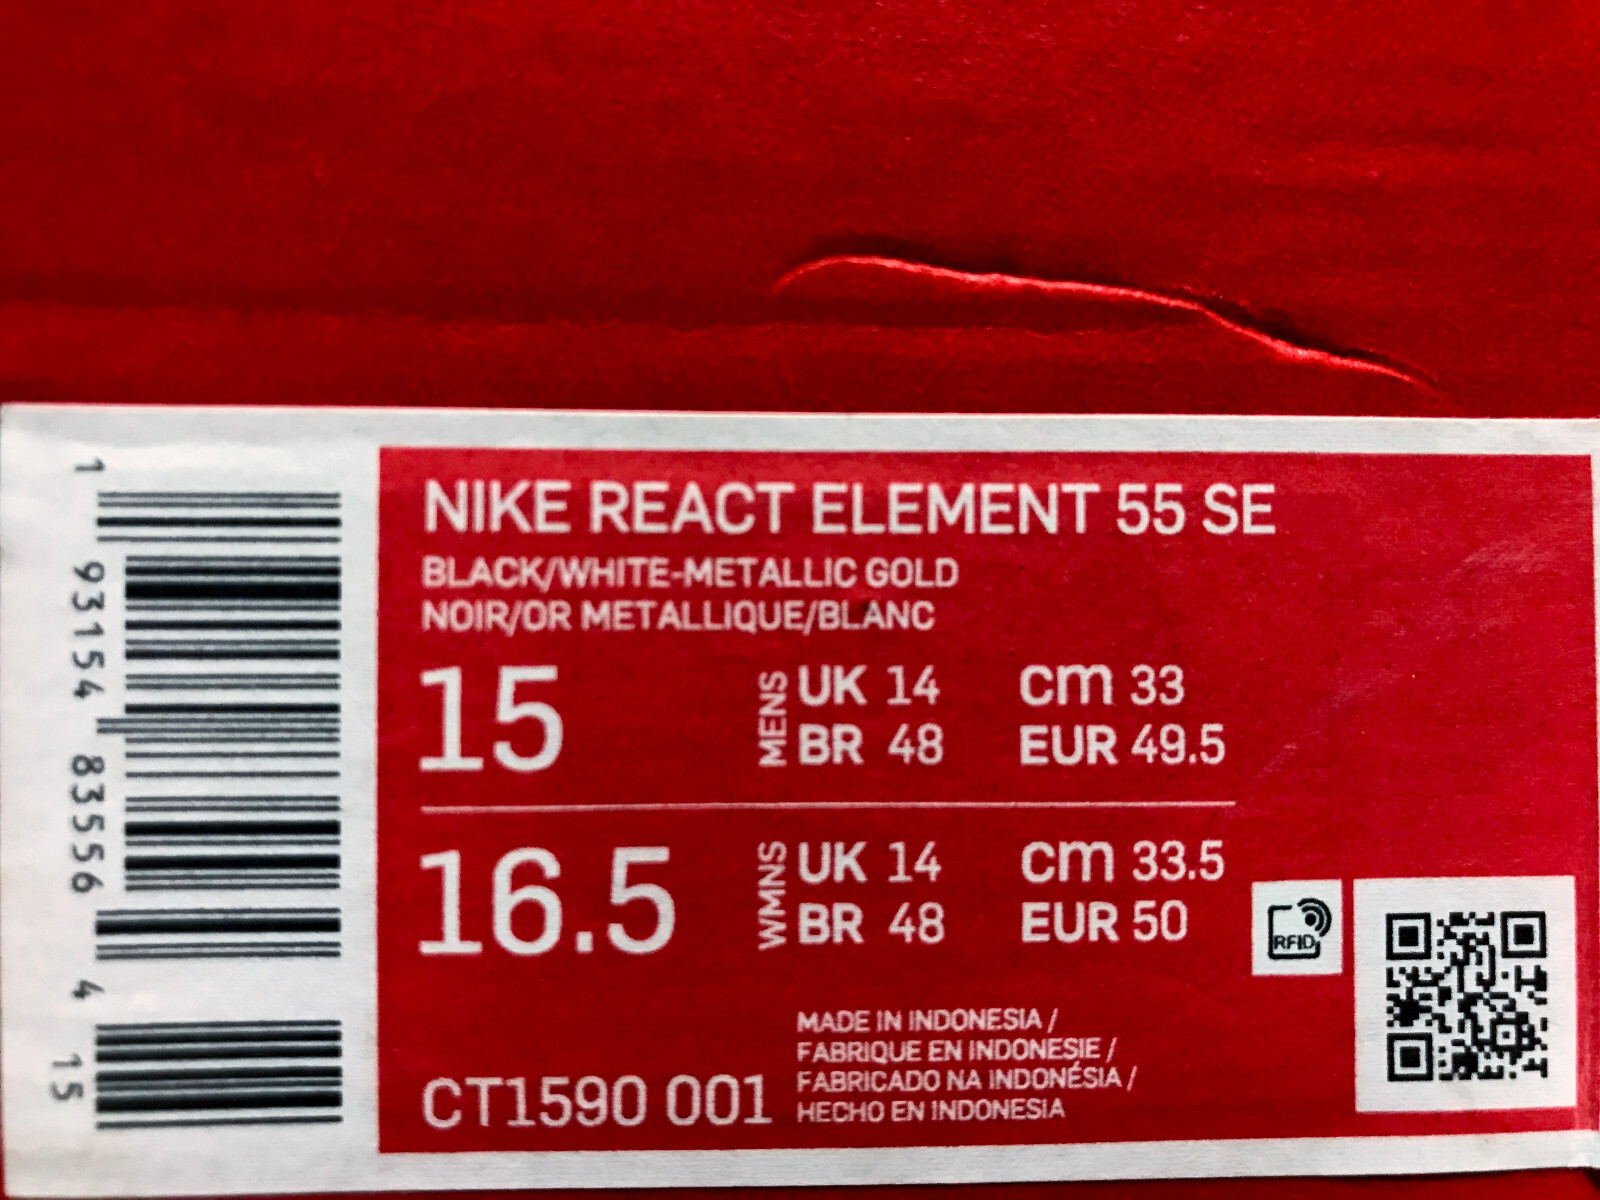 1
93154
83556
4
15
NIKE REACT ELEMENT 55 SE
BLACK/WHITE-METALLIC GOLD
NOIR/OR METALLIQUE/BLANC
15
MENS
UK 14 cm 33
BR 48 EUR 49.5
16.5
WMNS
UK 14 cm 33.5
BR 48 EUR 50
RFID
CT1590 001
MADE IN INDONESIA /
FABRIQUE EN INDONESIE /
FABRICADO NA INDONÉSIA /
HECHO EN INDONESIA